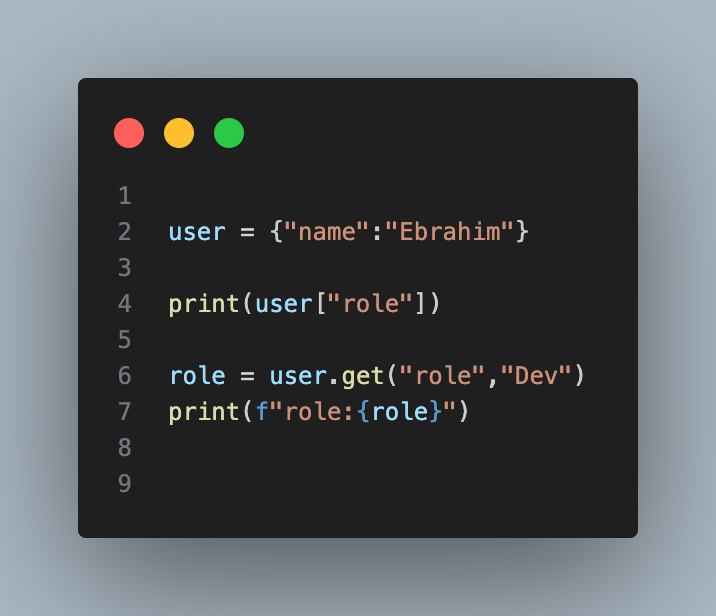 1
2 user = {"name":"Ebrahim"}
3
4 print(user["role"])
5
6 role = user.get("role","Dev")
7 print(f"role:{role}")
8
9